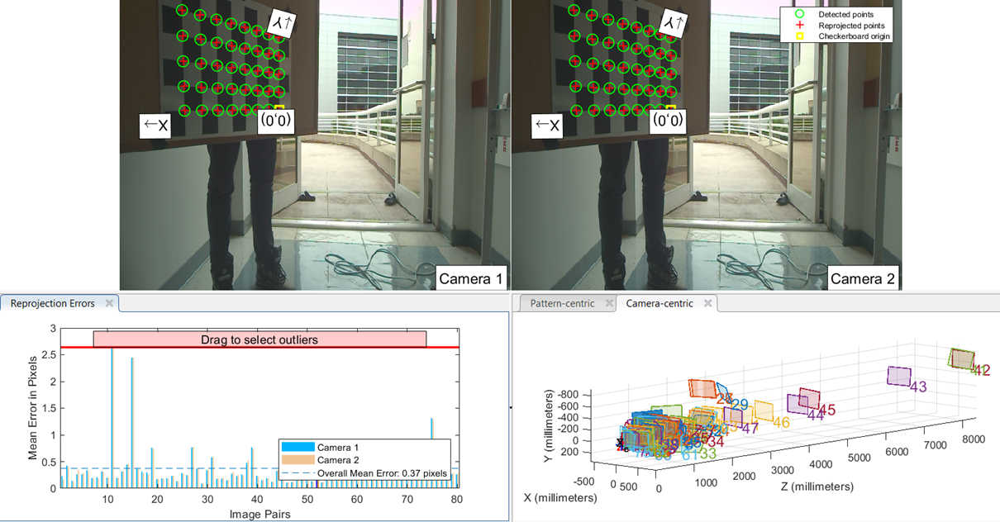 Y→
Y→
Detected points
Reprojected points
Checkerboard origin
(0,0)
(0,0)
←X
←X
Camera 1
Camera 2
Reprojection Errors
Pattern-centric
Camera-centric
3
2.5
2
1.5
1
0.5
0
Mean Error in Pixels
Drag to select outliers
Camera 1
Camera 2
Overall Mean Error: 0.37 pixels
10 20 30 40 50 60 70 80
Image Pairs
-800
-600
-400
-200
0
200
Y (millimeters)
-500 0 500
X (millimeters)
0 1000 2000 3000 4000 5000 6000 7000 8000
Z (millimeters)
29
42
43
45
44
46
47
34
33
61